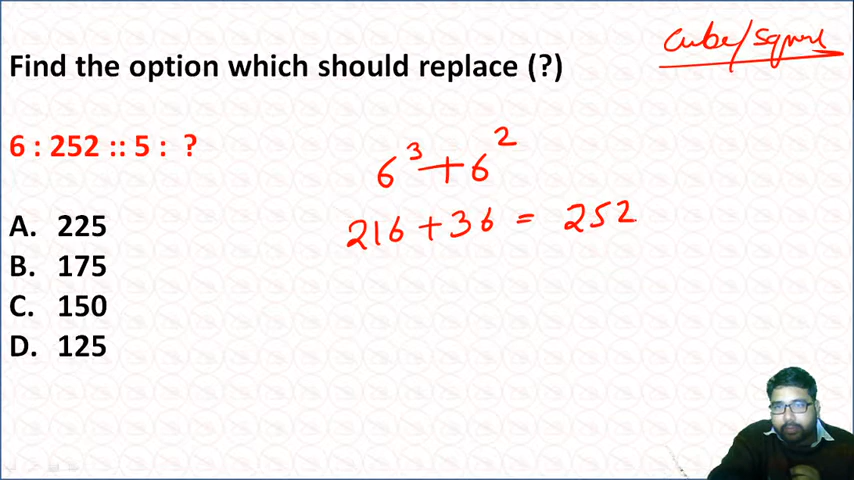 Cube/Square
Find the option which should replace (?)
6 : 252 :: 5 : ?
6³+6²
216+36 = 252
A. 225
B. 175
C. 150
D. 125